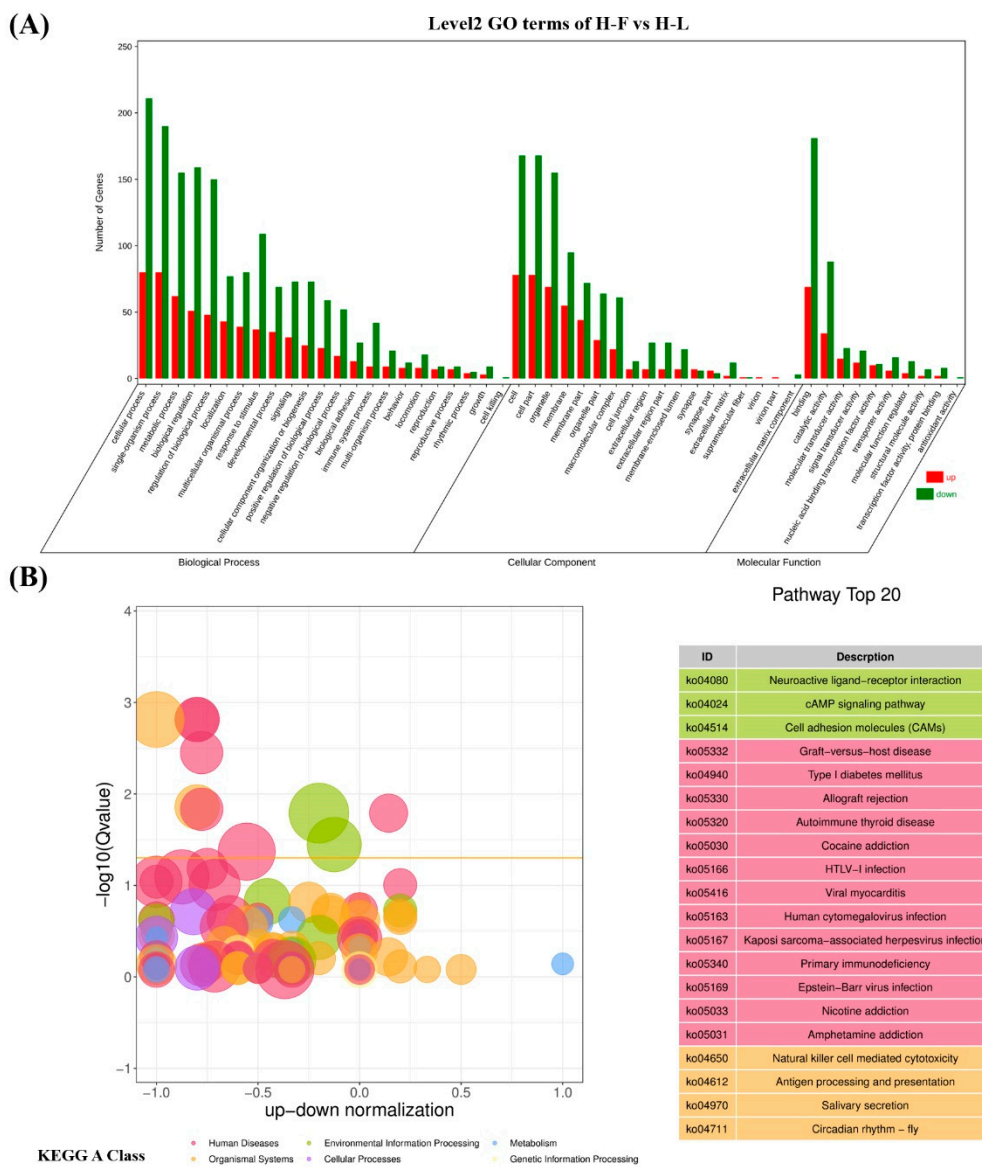 (A)
Level2 GO terms of H-F vs H-L
250
200
150
100
50
0
Number of Genes
cellular process
single-organism process
metabolic process
biological regulation
regulation of biological process
localization
multicellular organismal process
response to stimulus
developmental process
signaling
cellular component organization or biogenesis
positive regulation of biological process
negative regulation of biological process
biological adhesion
immune system process
multi-organism process
behavior
locomotion
reproduction
reproductive process
rhythmic process
growth
cell killing
cell
cell part
organelle
membrane
membrane part
organelle part
macromolecular complex
cell junction
extracellular region
extracellular region part
membrane-enclosed lumen
synapse
synapse part
extracellular matrix
supramolecular fiber
virion
virion part
extracellular matrix component
binding
catalytic activity
molecular transducer activity
signal transducer activity
nucleic acid binding transcription factor activity
transporter activity
molecular function regulator
structural molecule activity
transcription factor activity, protein binding
antioxidant activity
up
down
Biological Process
Cellular Component
Molecular Function
(B)
4
3
2
1
0
−1
−log10(Qvalue)
−1.0 −0.5 0.0 0.5 1.0
up−down normalization
KEGG A Class
Human Diseases
Environmental Information Processing
Metabolism
Organismal Systems
Cellular Processes
Genetic Information Processing
Pathway Top 20
ID Descrption
ko04080 Neuroactive ligand−receptor interaction
ko04024 cAMP signaling pathway
ko04514 Cell adhesion molecules (CAMs)
ko05332 Graft−versus−host disease
ko04940 Type I diabetes mellitus
ko05330 Allograft rejection
ko05320 Autoimmune thyroid disease
ko05030 Cocaine addiction
ko05166 HTLV−I infection
ko05416 Viral myocarditis
ko05163 Human cytomegalovirus infection
ko05167 Kaposi sarcoma−associated herpesvirus infection
ko05340 Primary immunodeficiency
ko05169 Epstein−Barr virus infection
ko05033 Nicotine addiction
ko05031 Amphetamine addiction
ko04650 Natural killer cell mediated cytotoxicity
ko04612 Antigen processing and presentation
ko04970 Salivary secretion
ko04711 Circadian rhythm − fly